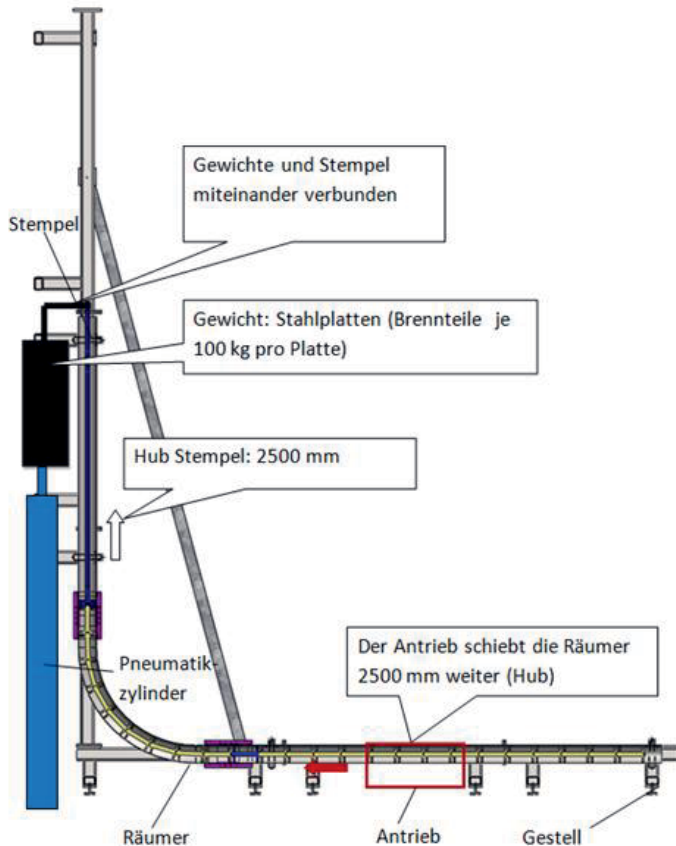 Gewichte und Stempel
miteinander verbunden
Stempel
Gewicht: Stahlplatten (Brennteile je
100 kg pro Platte)
Hub Stempel: 2500 mm
Der Antrieb schiebt die Räumer
2500 mm weiter (Hub)
Pneumatik-
zylinder
Räumer
Antrieb
Gestell